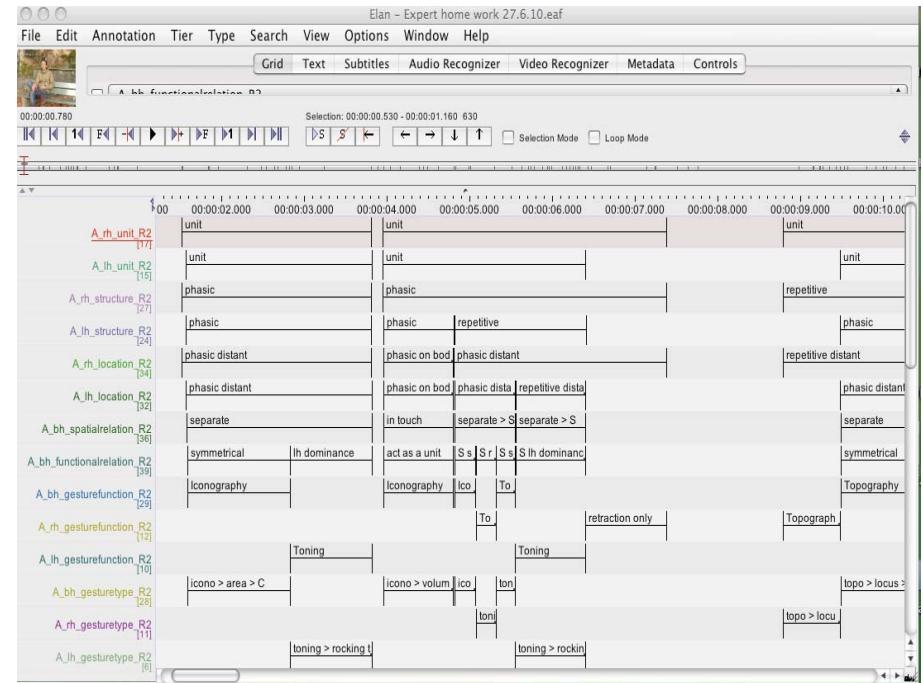 Elan - Expert home work 27.6.10.eaf
File Edit Annotation Tier Type Search View Options Window Help
Grid Text Subtitles Audio Recognizer Video Recognizer Metadata Controls
A_bh_functionalrelation_R2
00:00:00.780 Selection: 00:00:00.530 - 00:00:01.160 630
Selection Mode Loop Mode
00 00:00:02.000 00:00:03.000 00:00:04.000 00:00:05.000 00:00:06.000 00:00:07.000 00:00:08.000 00:00:09.000 00:00:10.00
A_rh_unit_R2 unit unit unit
[17]
A_lh_unit_R2 unit unit unit
[15]
A_rh_structure_R2 phasic phasic repetitive
[27]
A_lh_structure_R2 phasic phasic repetitive phasic
[24]
A_rh_location_R2 phasic distant phasic on bod phasic distant repetitive distant
[34]
A_lh_location_R2 phasic distant phasic on bod phasic dista repetitive dista phasic distant
[32]
A_bh_spatialrelation_R2 separate in touch separate > S separate > S separate
[36]
A_bh_functionalrelation_R2 symmetrical lh dominance act as a unit S s S r S s S lh dominanc symmetrical
[39]
A_bh_gesturefunction_R2 Iconography Iconography Ico To Topography
[29]
A_rh_gesturefunction_R2 To retraction only Topograph
[12]
A_lh_gesturefunction_R2 Toning Toning
[10]
A_bh_gesturetype_R2 icono > area > C icono > volum ico ton topo > locus >
[28]
A_rh_gesturetype_R2 toni topo > locu
[11]
A_lh_gesturetype_R2 toning > rocking t toning > rockin
[6]